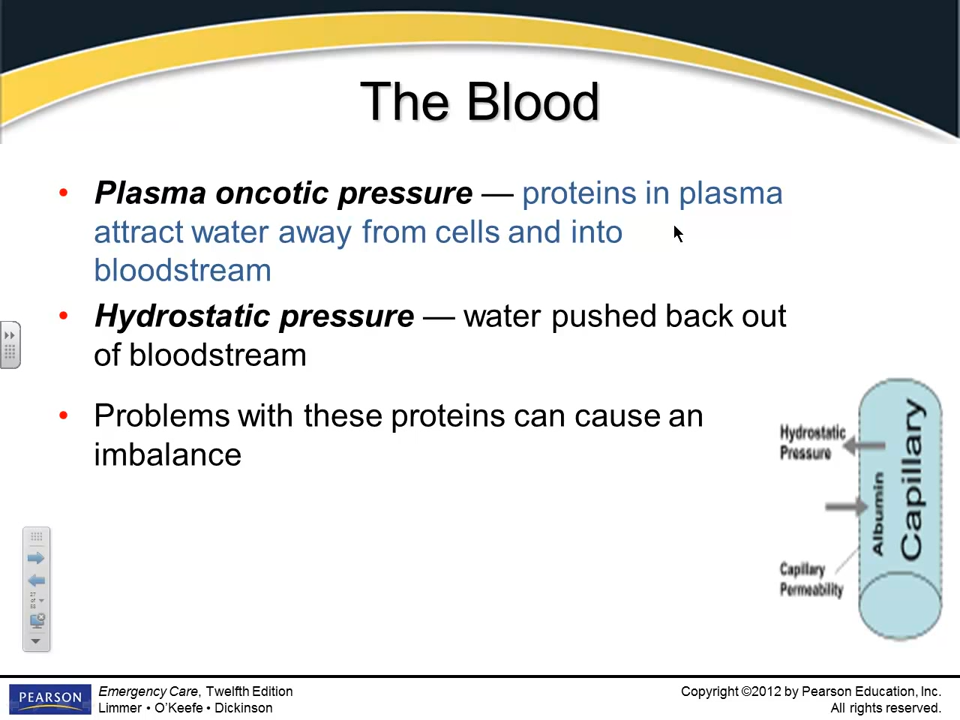 The Blood
• Plasma oncotic pressure — proteins in plasma
attract water away from cells and into
bloodstream
• Hydrostatic pressure — water pushed back out
of bloodstream
• Problems with these proteins can cause an
imbalance
Hydrostatic
Pressure
Albumin
Capillary
Capillary
Permeability
PEARSON
Emergency Care, Twelfth Edition
Limmer • O’Keefe • Dickinson
Copyright ©2012 by Pearson Education, Inc.
All rights reserved.